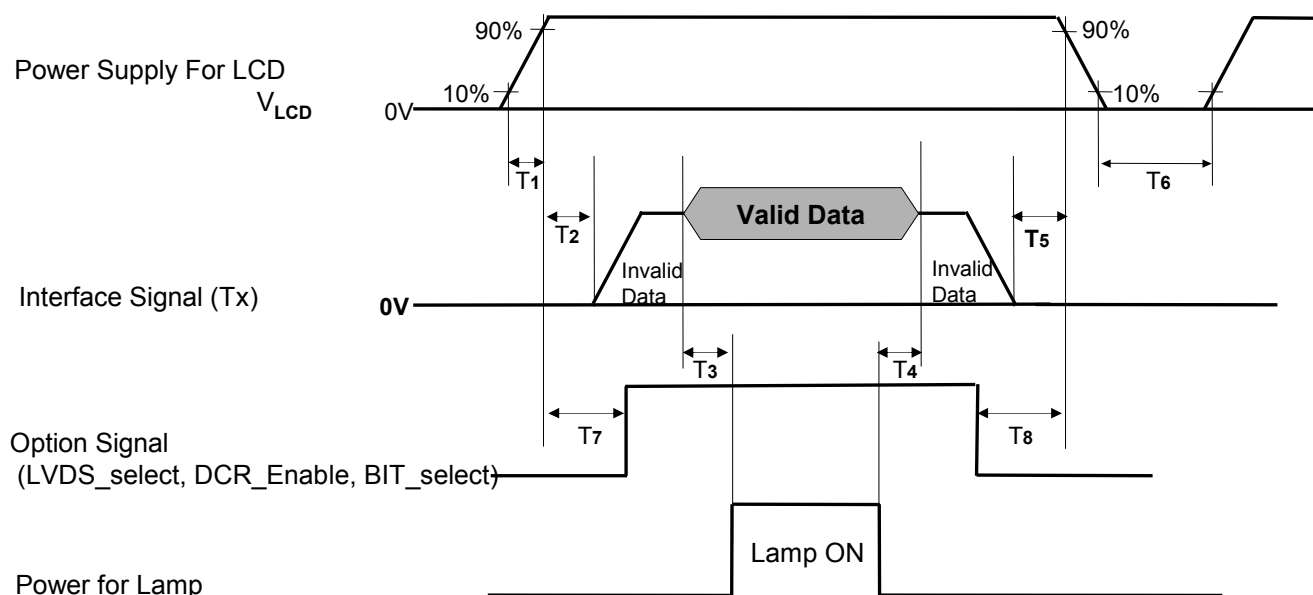 90%
90%
Power Supply For LCD
VLCD
10%
10%
0V
T1
T6
Valid Data
T2
T5
Invalid
Data
Invalid
Data
Interface Signal (Tx)
0V
T3
T4
T7
T8
Option Signal
(LVDS_select, DCR_Enable, BIT_select)
Lamp ON
Power for Lamp